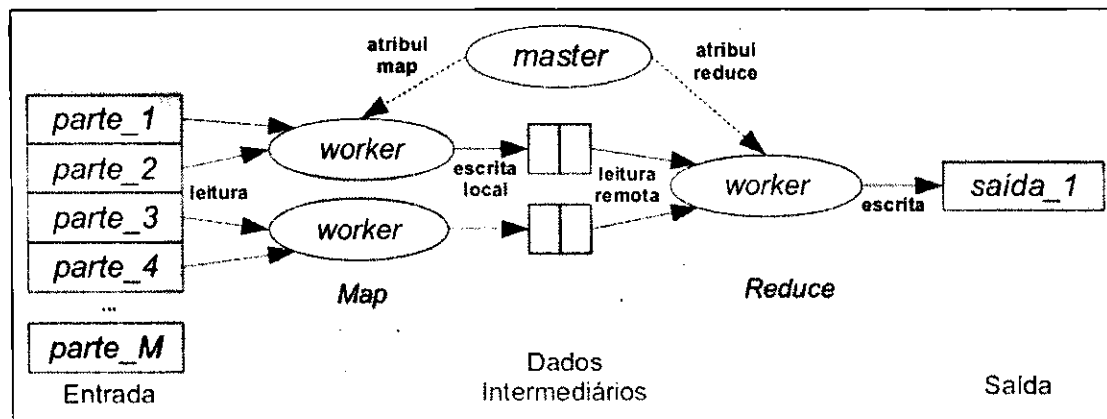 atribui
map
master
atribui
reduce
parte_1
parte_2
parte_3
parte_4
...
parte_M
Entrada
leitura
worker
worker
Map
escrita
local
Dados
Intermediários
leitura
remota
worker
Reduce
escrita
saída_1
Saída